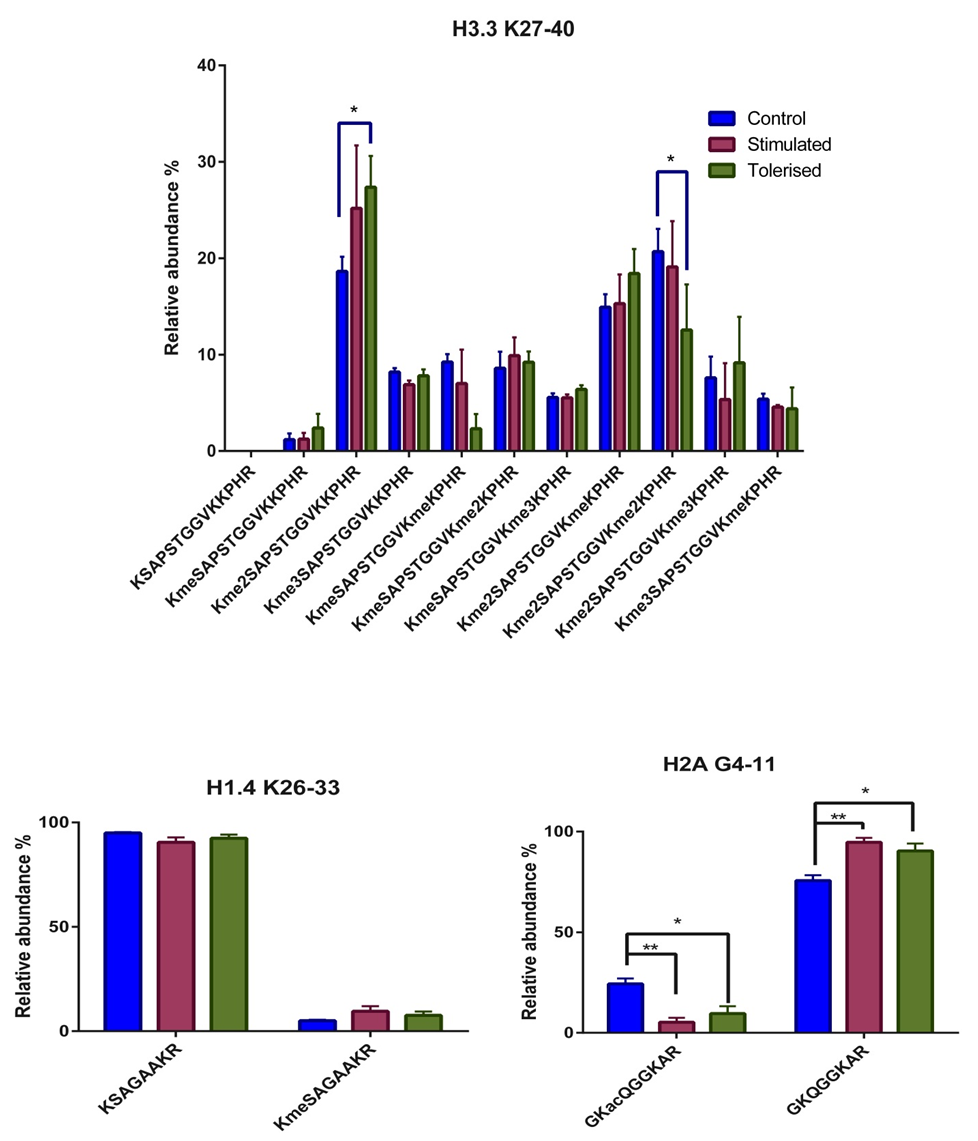 H3.3 K27-40
Relative abundance %
40
30
20
10
0
*
*
Control
Stimulated
Tolerised
KSAPSTGGVKKPHR
KmeSAPSTGGVKKPHR
Kme2SAPSTGGVKKPHR
Kme3SAPSTGGVKKPHR
KmeSAPSTGGVKmeKPHR
KmeSAPSTGGVKme2KPHR
KmeSAPSTGGVKme3KPHR
Kme2SAPSTGGVKmeKPHR
Kme2SAPSTGGVKme2KPHR
Kme2SAPSTGGVKme3KPHR
Kme3SAPSTGGVKmeKPHR
H1.4 K26-33
Relative abundance %
100
50
0
KSAGAAKR
KmeSAGAAKR
H2A G4-11
Relative abundance %
100
50
0
*
**
*
**
GKacQGGKAR
GKQGGKAR